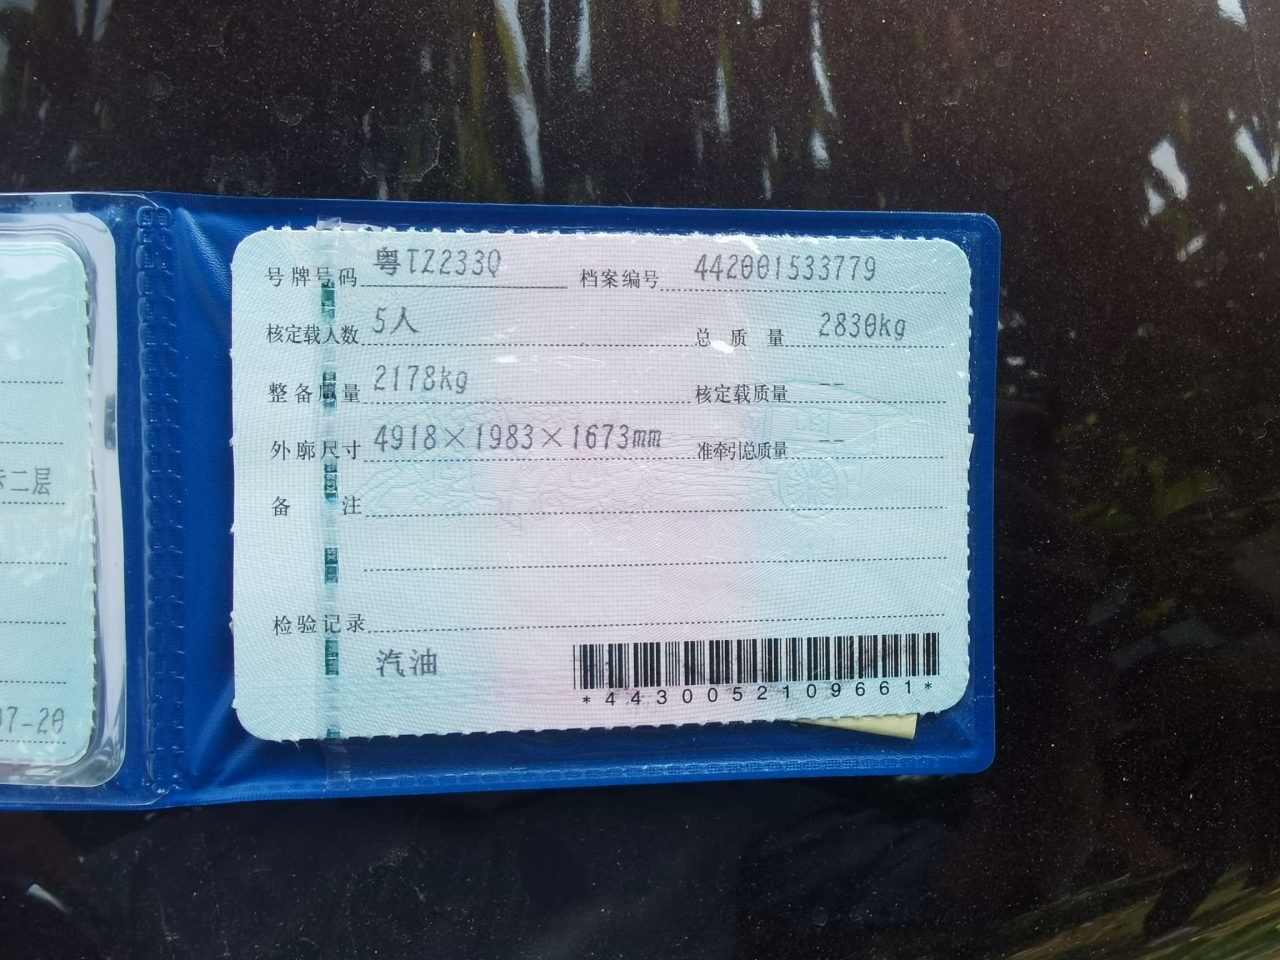 号牌号码 粤TZ233Q 档案编号 442001533779
核定载人数 5人 总质量 2830kg
整备质量 2178kg 核定载质量 --
外廓尺寸 4918×1983×1673mm 准牵引总质量 --
二层
备注
检验记录
汽油
*4430052109661*
07-20